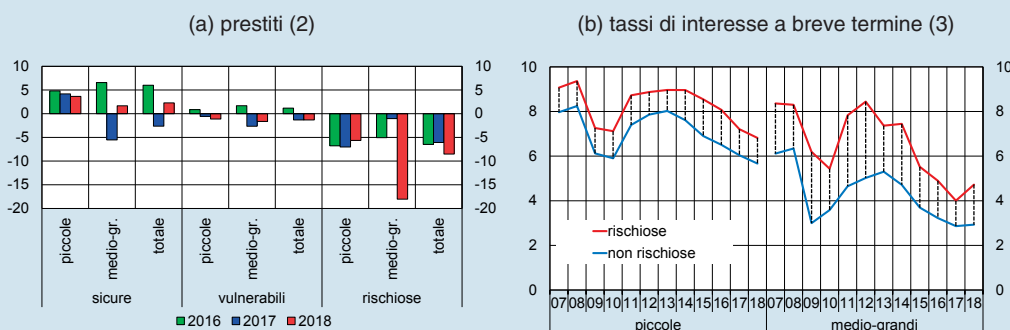 (a) prestiti (2)
10 10
5 5
0 0
-5 -5
-10 -10
-15 -15
-20 -20
piccole medio-gr. totale piccole medio-gr. totale piccole medio-gr. totale
sicure vulnerabili rischiose
2016 2017 2018
(b) tassi di interesse a breve termine (3)
10 10
8 8
6 6
4 4
2 2
0 0
rischiose
non rischiose
07 08 09 10 11 12 13 14 15 16 17 18 07 08 09 10 11 12 13 14 15 16 17 18
piccole medio-grandi